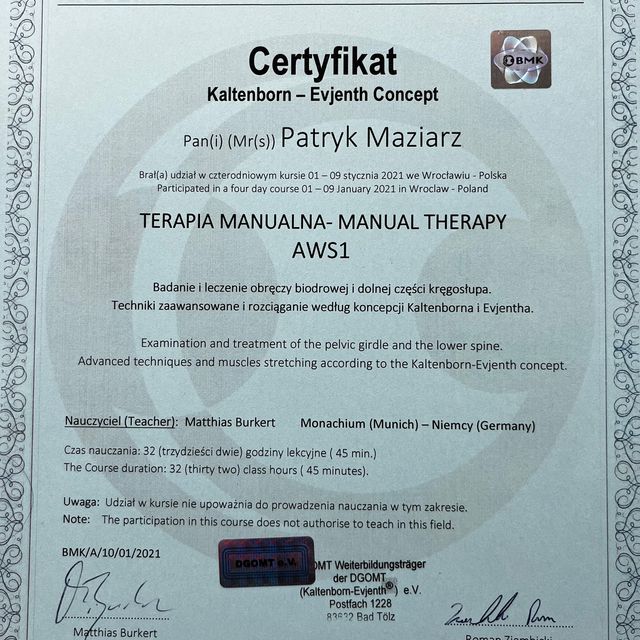 Certyfikat
BMK
Kaltenborn – Evjenth Concept
Pan(i) (Mr(s)) Patryk Maziarz
Brał(a) udział w czterodniowym kursie 01 – 09 stycznia 2021 we Wrocławiu - Polska
Participated in a four day course 01 – 09 January 2021 in Wroclaw - Poland
TERAPIA MANUALNA- MANUAL THERAPY
AWS1
Badanie i leczenie obręczy biodrowej i dolnej części kręgosłupa.
Techniki zaawansowane i rozciąganie według koncepcji Kaltenborna i Evjentha.
Examination and treatment of the pelvic girdle and the lower spine.
Advanced techniques and muscles stretching according to the Kaltenborn-Evjenth concept.
Nauczyciel (Teacher): Matthias Burkert Monachium (Munich) – Niemcy (Germany)
Czas nauczania: 32 (trzydzieści dwie) godziny lekcyjne ( 45 min.)
The Course duration: 32 (thirty two) class hours ( 45 minutes).
Uwaga: Udział w kursie nie upoważnia do prowadzenia nauczania w tym zakresie.
Note: The participation in this course does not authorise to teach in this field.
BMK/A/10/01/2021
DGOMT e.V.
OMT Weiterbildungsträger
der DGOMT
(Kaltenborn-Evjenth®) e.V.
Postfach 1228
83622 Bad Tölz
Matthias Burkert
Roman Ziembicki